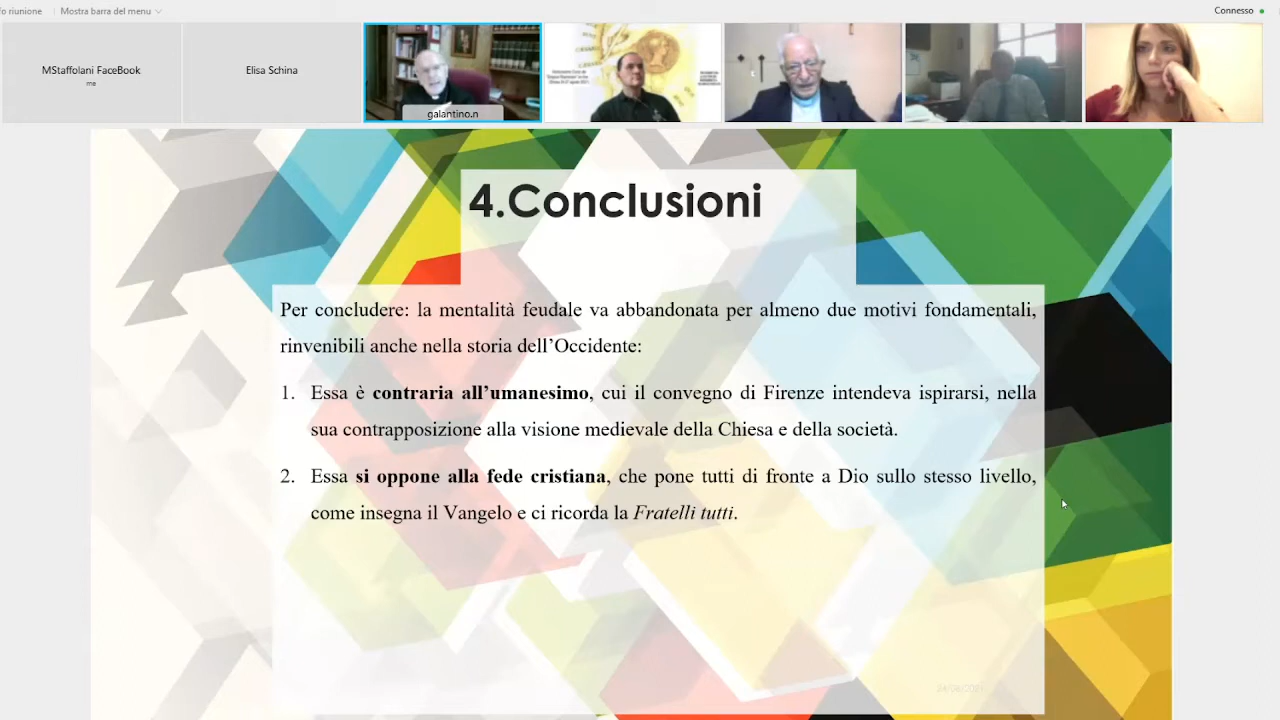 fo riunione
Mostra barra del menu
Connesso
MStaffolani FaceBook
me
Elisa
galantino.n
4.Conclusioni
Per concludere: la mentalità feudale va abbandonata per almeno due motivi fondamentali,
rinvenibili anche nella storia dell’Occidente:
1. Essa è contraria all’umanesimo, cui il convegno di Firenze intendeva ispirarsi, nella
sua contrapposizione alla visione medievale della Chiesa e della società.
2. Essa si oppone alla fede cristiana, che pone tutti di fronte a Dio sullo stesso livello,
come insegna il Vangelo e ci ricorda la Fratelli tutti.